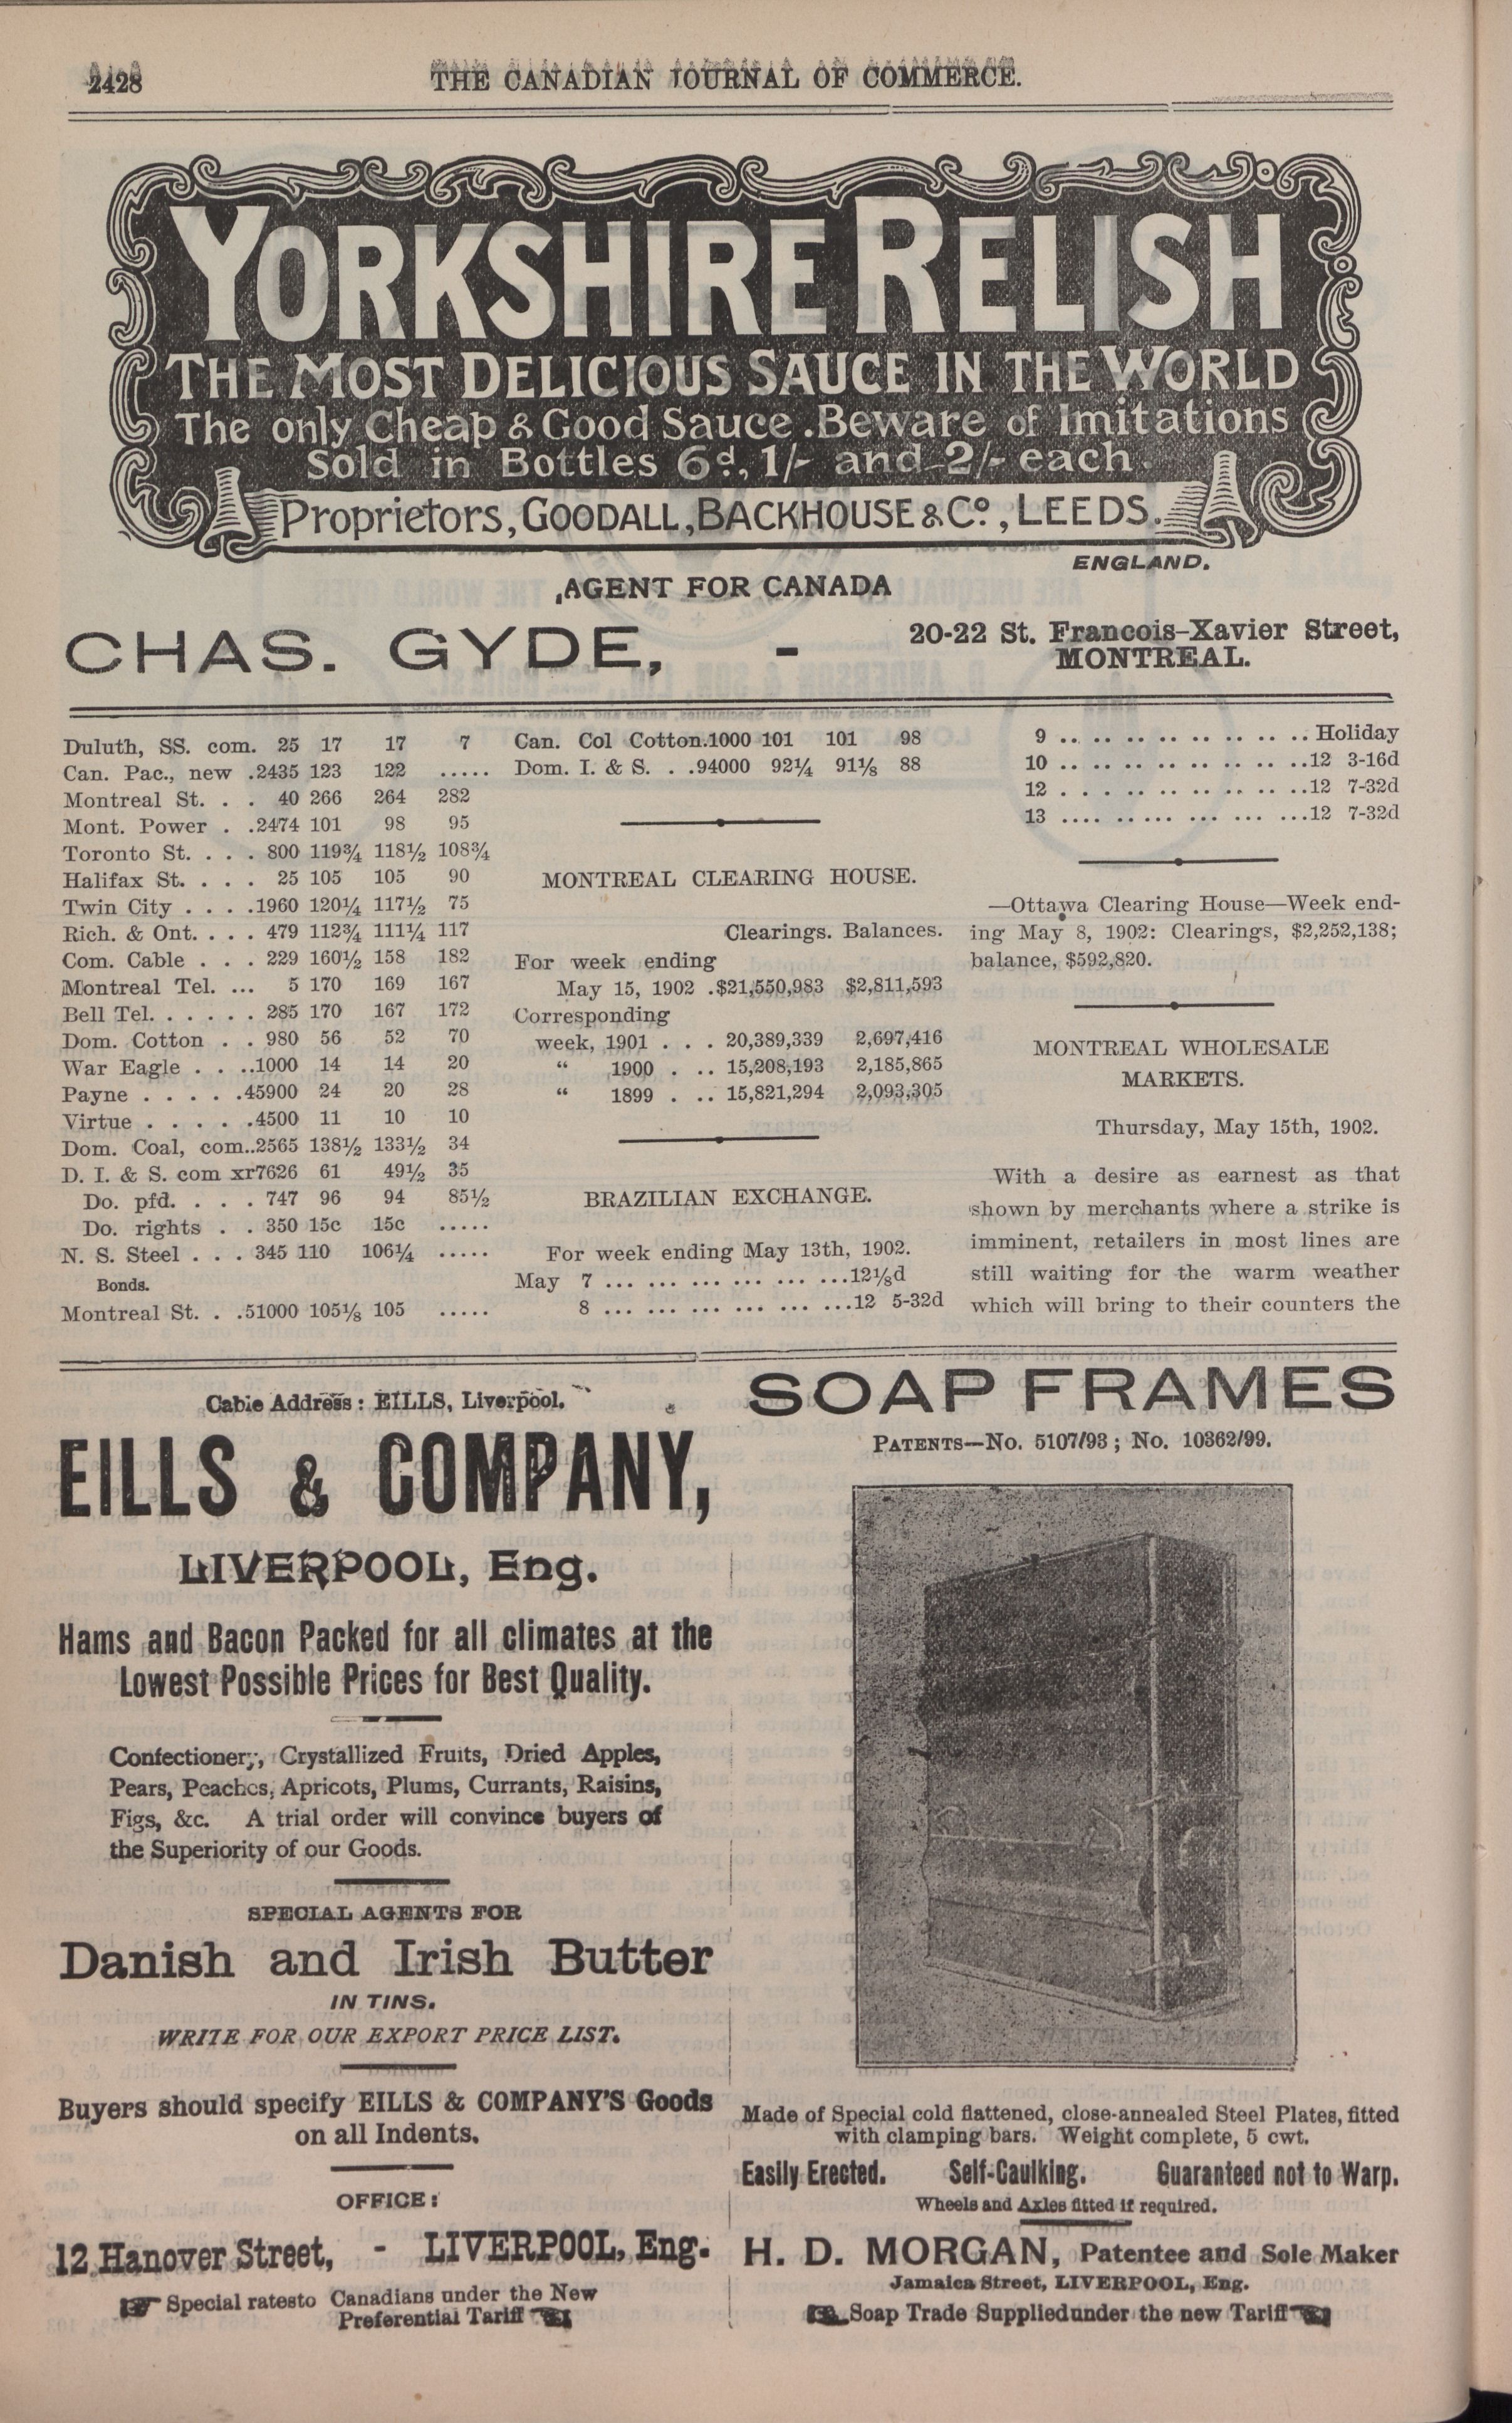 2428
THE CANADIAN JOURNAL OF COMMERCE.
YORKSHIRE RELISH
THE MOST DELICIOUS SAUCE IN THE WORLD
The only Cheap & Good Sauce. Beware of Imitations
Sold in Bottles 6d, 1/- and 2/- each.
Proprietors, GOODALL, BACKHOUSE & Co., LEEDS.
ENGLAND.
AGENT FOR CANADA
CHAS. GYDE, -
20-22 St. Francois-Xavier Street,
MONTREAL.
Duluth, SS. com. 25 17 17 7
Can. Pac., new .2435 123 122 .....
Montreal St. . . 40 266 264 282
Mont. Power . .2474 101 98 95
Toronto St. . . . 800 119¾ 118½ 108¾
Halifax St. . . . 25 105 105 90
Twin City . . . .1960 120¼ 117½ 75
Rich. & Ont. . . . 479 112¾ 111¼ 117
Com. Cable . . . 229 160½ 158 182
Montreal Tel. ... 5 170 169 167
Bell Tel. . . . . . 285 170 167 172
Dom. Cotton . . 980 56 52 70
War Eagle . . ..1000 14 14 20
Payne . . . . .45900 24 20 28
Virtue . . . . .4500 11 10 10
Dom. Coal, com..2565 138½ 133½ 34
D. I. & S. com xr7626 61 49½ 35
Do. pfd. . . . 747 96 94 85½
Do. rights . . 350 15c 15c .....
N. S. Steel . . . 345 110 106¼ .....
Bonds.
Montreal St. . .51000 105⅛ 105 .....
Can. Col Cotton.1000 101 101 98
Dom. I. & S. . .94000 92¼ 91⅛ 88
MONTREAL CLEARING HOUSE.
Clearings. Balances.
For week ending
May 15, 1902 .$21,550,983 $2,811,593
Corresponding
week, 1901 . . . 20,389,339 2,697,416
" 1900 . .. 15,208,193 2,185,865
" 1899 . .. 15,821,294 2,093,305
BRAZILIAN EXCHANGE.
For week ending May 13th, 1902.
May 7 ... ... ... ... ... ...12⅛d
8 ... ... ... ... ... ...12 5-32d
9 .. .. .. .. .. .. .. .. .. Holiday
10 .. .. .. .. .. .. .. .. ..12 3-16d
12 . . . .. .. .. .. .. ..12 7-32d
13 .... .. ... ... ... ...12 7-32d
—Ottawa Clearing House—Week end-
ing May 8, 1902: Clearings, $2,252,138;
balance, $592,820.
MONTREAL WHOLESALE
MARKETS.
Thursday, May 15th, 1902.
With a desire as earnest as that
shown by merchants where a strike is
imminent, retailers in most lines are
still waiting for the warm weather
which will bring to their counters the
Cable Address: EILLS, Liverpool.
EILLS & COMPANY,
LIVERPOOL, Eng.
Hams and Bacon Packed for all climates at the
Lowest Possible Prices for Best Quality.
Confectionery, Crystallized Fruits, Dried Apples,
Pears, Peaches, Apricots, Plums, Currants, Raisins,
Figs, &c. A trial order will convince buyers of
the Superiority of our Goods.
SPECIAL AGENTS FOR
Danish and Irish Butter
IN TINS.
WRITE FOR OUR EXPORT PRICE LIST.
Buyers should specify EILLS & COMPANY'S Goods
on all Indents.
OFFICE:
12 Hanover Street, - LIVERPOOL, Eng.
Special rates to Canadians under the New
Preferential Tariff
SOAP FRAMES
PATENTS—No. 5107/93; No. 10362/99.
Made of Special cold flattened, close-annealed Steel Plates, fitted
with clamping bars. Weight complete, 5 cwt.
Easily Erected. Self-Caulking. Guaranteed not to Warp.
Wheels and Axles fitted if required.
H. D. MORGAN, Patentee and Sole Maker
Jamaica Street, LIVERPOOL, Eng.
Soap Trade Supplied under the new Tariff